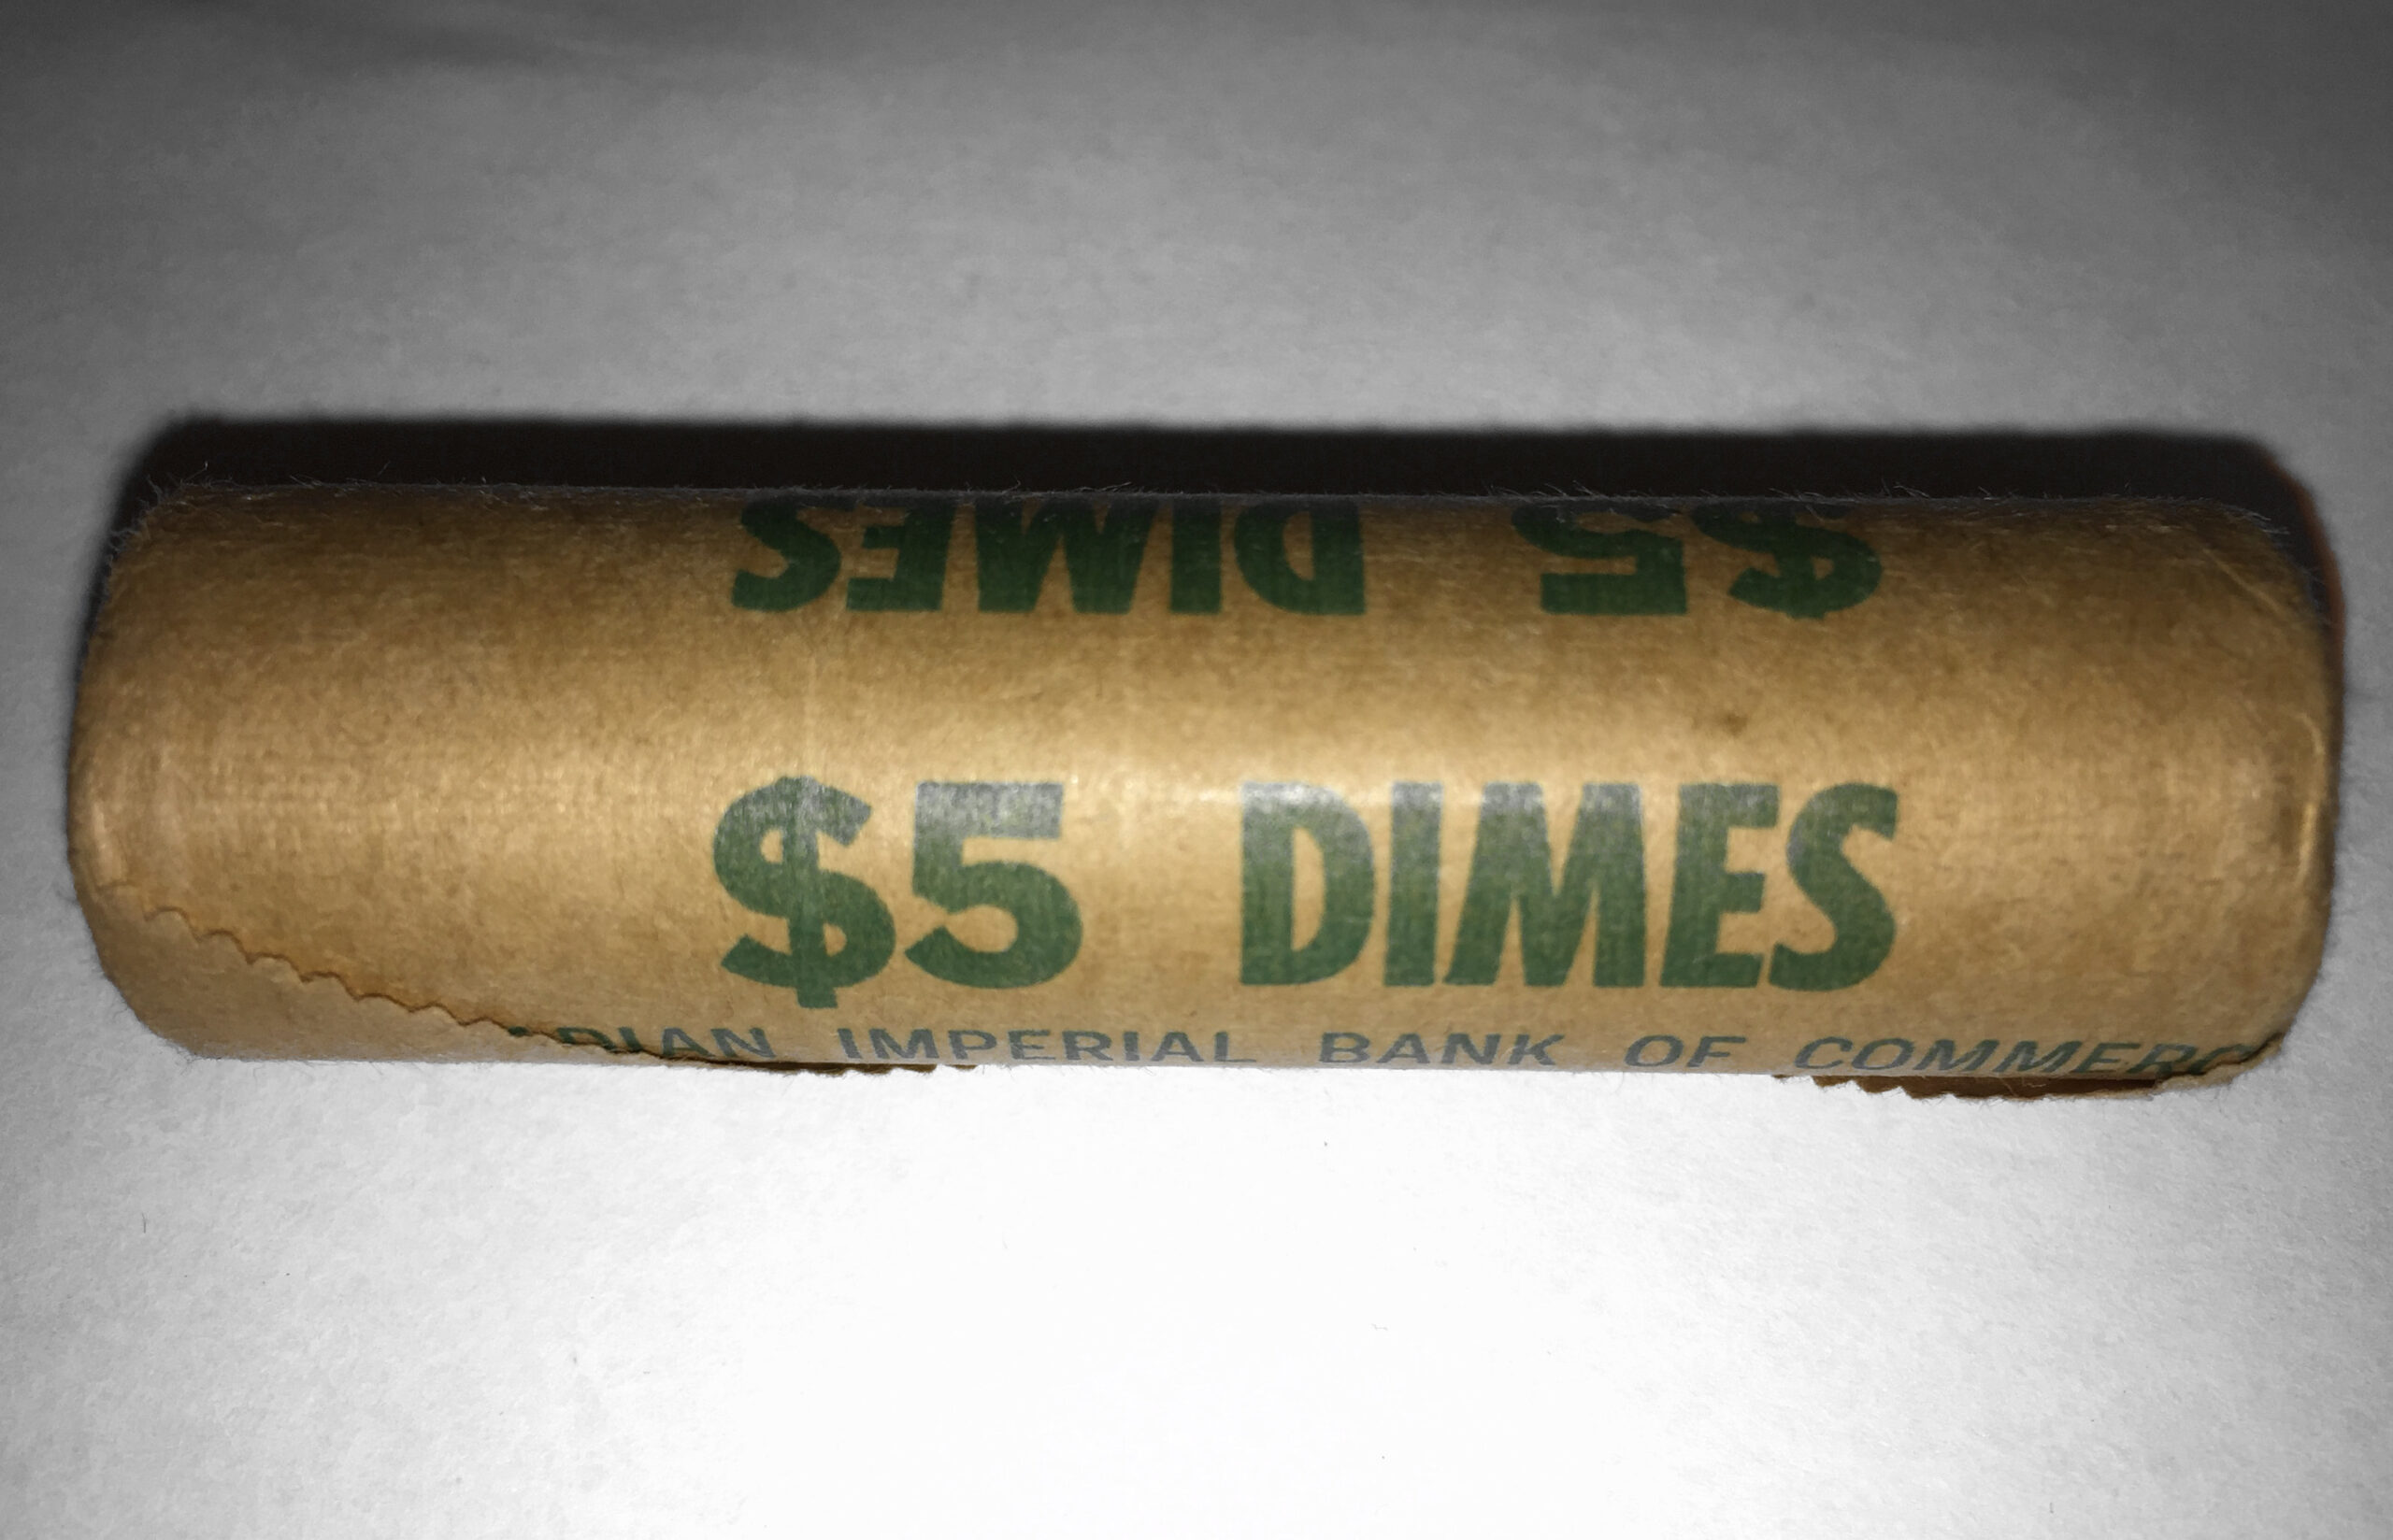 $5 DIMES
$5 DIMES
DIAN IMPERIAL BANK OF COMMERC